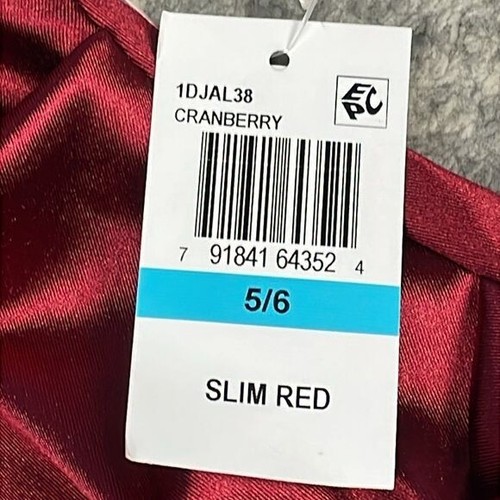 1DJAL38
EPC
CRANBERRY
7 91841 64352 4
5/6
SLIM RED